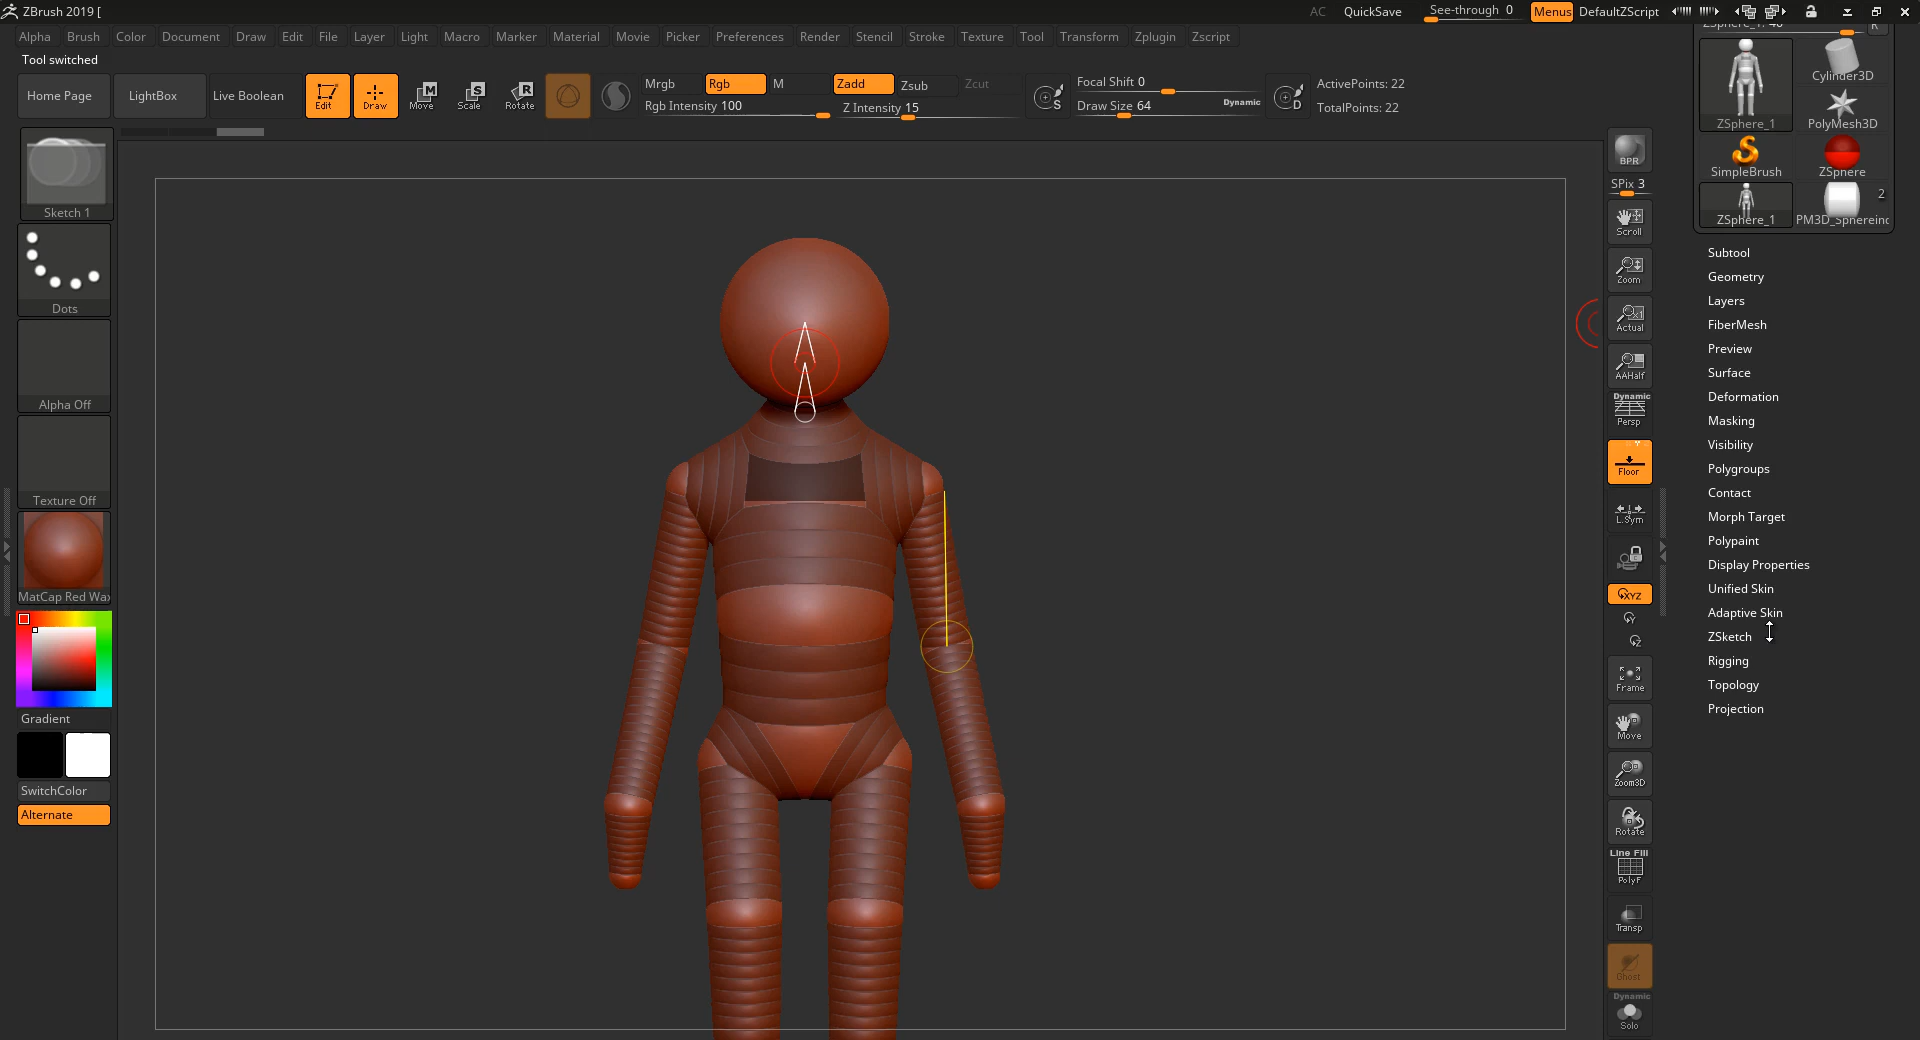 ZBrush 2019 [
AC QuickSave See-through 0 Menus DefaultZScript
Alpha Brush Color Document Draw Edit File Layer Light Macro Marker Material Movie Picker Preferences Render Stencil Stroke Texture Tool Transform Zplugin Zscript
Tool switched
Home Page LightBox Live Boolean Edit Draw Move Scale Rotate
Mrgb Rgb M Zadd Zsub Zcut
Rgb Intensity 100 Z Intensity 15
S Focal Shift 0
Draw Size 64 Dynamic
D ActivePoints: 22
TotalPoints: 22
Sketch 1
Dots
Alpha Off
Texture Off
MatCap Red Wax
Gradient
SwitchColor
Alternate
BPR
SPix 3
Scroll
Zoom
Actual
AAHalf
Dynamic
Persp
Floor
L.Sym
XYZ
Y
Z
Frame
Move
Zoom3D
Rotate
Line Fill
PolyF
Transp
Ghost
Dynamic
Solo
ZSphere_1. 48 R
Cylinder3D
ZSphere_1 PolyMesh3D
SimpleBrush ZSphere
2
ZSphere_1 PM3D_Sphereinc
Subtool
Geometry
Layers
FiberMesh
Preview
Surface
Deformation
Masking
Visibility
Polygroups
Contact
Morph Target
Polypaint
Display Properties
Unified Skin
Adaptive Skin
ZSketch
Rigging
Topology
Projection